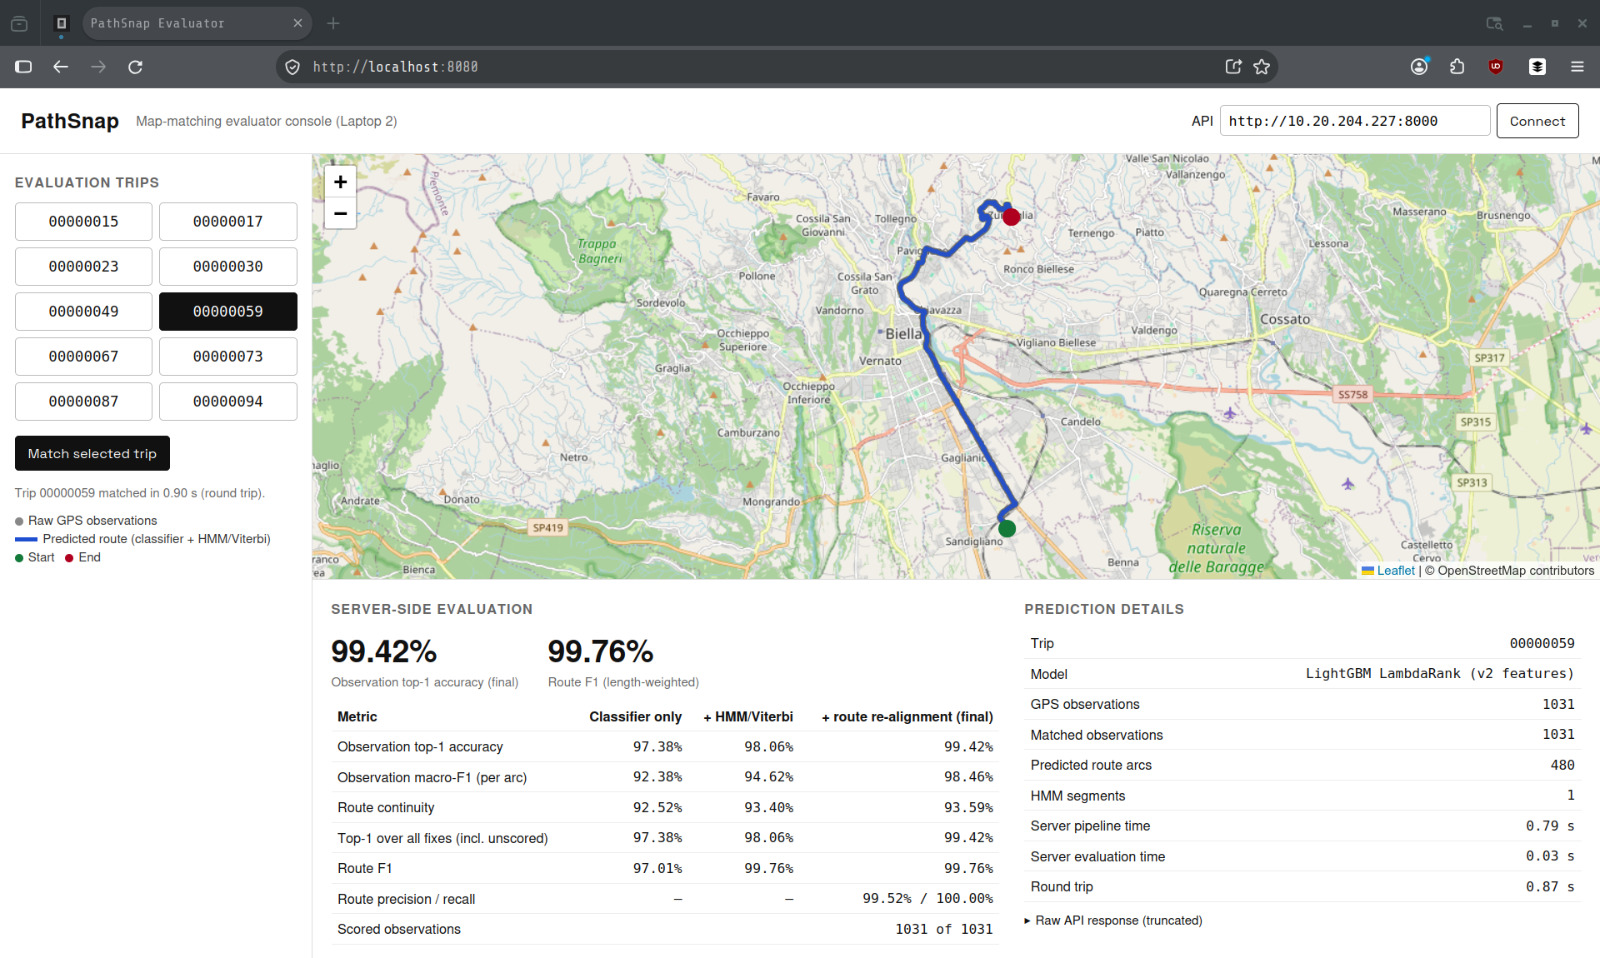 PathSnap Evaluator
http://localhost:8080
PathSnap Map-matching evaluator console (Laptop 2)
API http://10.20.204.227:8000 Connect
EVALUATION TRIPS
00000015 00000017
00000023 00000030
00000049 00000059
00000067 00000073
00000087 00000094
Match selected trip
Trip 00000059 matched in 0.90 s (round trip).
Raw GPS observations
Predicted route (classifier + HMM/Viterbi)
Start End
+
−
Piemonte
Valle San Nicolao
Vallanzengo
Favaro
Cossila San
Giovanni
Tollegno
Masserano
Brusnengo
Ternengo
Piatto
Lessona
Trappa
Bagneri
Pollone
Cossila San
Grato
Ronco Biellese
Quaregna Cerreto
Sordevolo
Vandorno
Cossato
Occhieppo
Superiore
Biella
Vigliano Biellese
Valdengo
SP317
Graglia
Vernato
Occhieppo
Inferiore
SS758
Camburzano
Candelo
SP315
Netro
Gaglianic
SP313
Andrate
Donato
Mongrando
SP419
Sandigliano
Riserva
naturale
delle Baragge
Castelletto
Cervo
Bienca
Benna
Leaflet | © OpenStreetMap contributors
SERVER-SIDE EVALUATION
99.42% 99.76%
Observation top-1 accuracy (final) Route F1 (length-weighted)
Metric Classifier only + HMM/Viterbi + route re-alignment (final)
Observation top-1 accuracy 97.38% 98.06% 99.42%
Observation macro-F1 (per arc) 92.38% 94.62% 98.46%
Route continuity 92.52% 93.40% 93.59%
Top-1 over all fixes (incl. unscored) 97.38% 98.06% 99.42%
Route F1 97.01% 99.76% 99.76%
Route precision / recall – – 99.52% / 100.00%
Scored observations 1031 of 1031
PREDICTION DETAILS
Trip 00000059
Model LightGBM LambdaRank (v2 features)
GPS observations 1031
Matched observations 1031
Predicted route arcs 480
HMM segments 1
Server pipeline time 0.79 s
Server evaluation time 0.03 s
Round trip 0.87 s
▸ Raw API response (truncated)